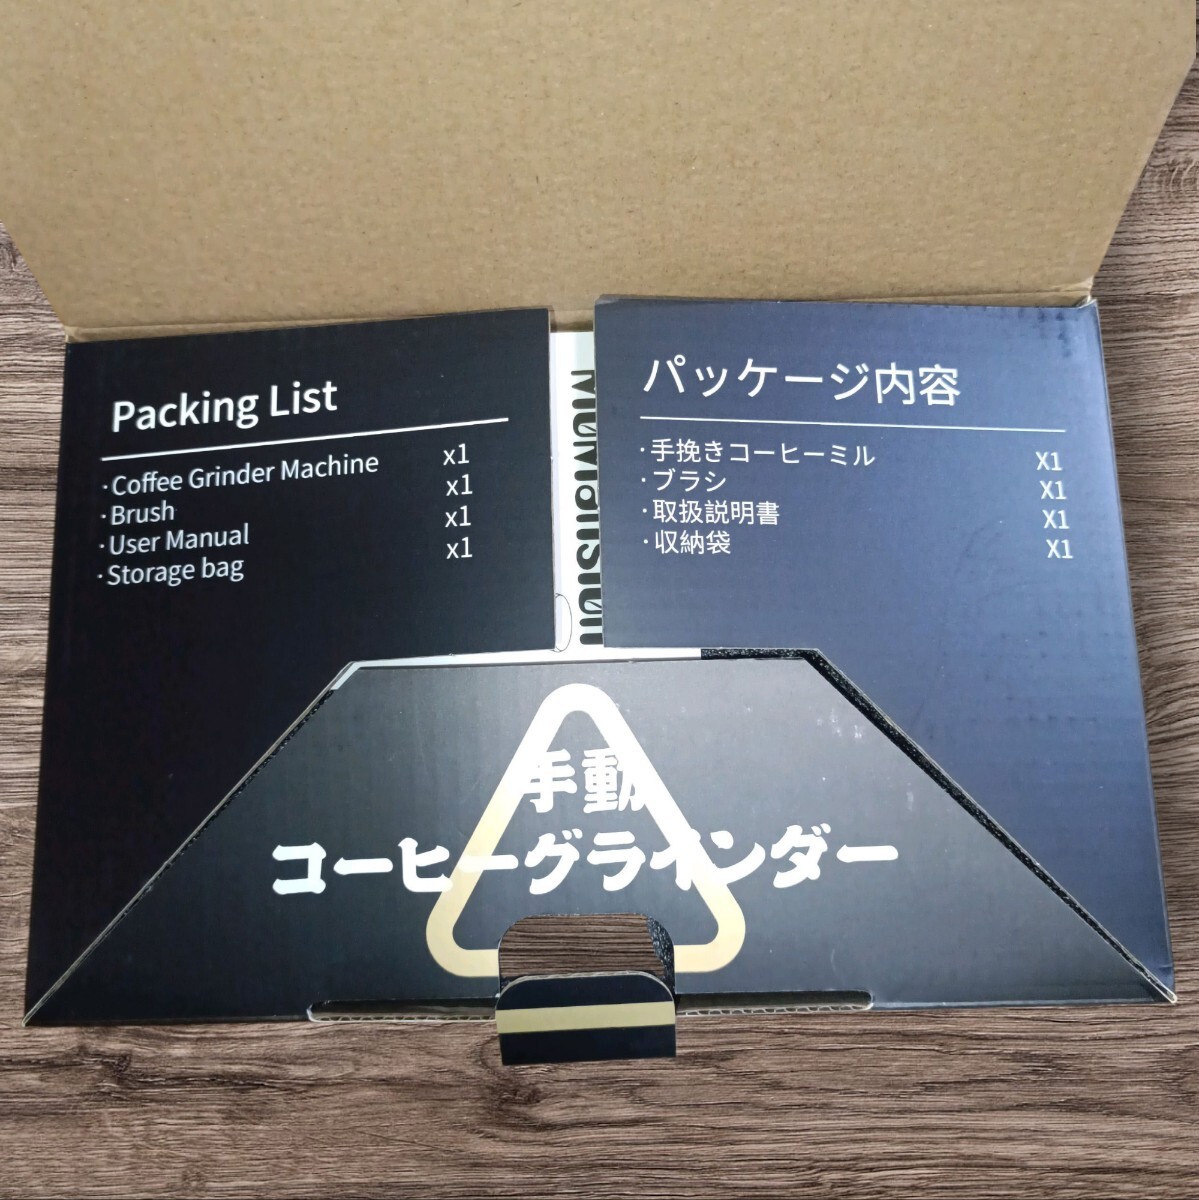 Packing List
·Coffee Grinder Machine x1
·Brush x1
·User Manual x1
·Storage bag x1
パッケージ内容
·手挽きコーヒーミル X1
·ブラシ X1
·取扱説明書 X1
·収納袋 X1
手動
コーヒーグラインダー